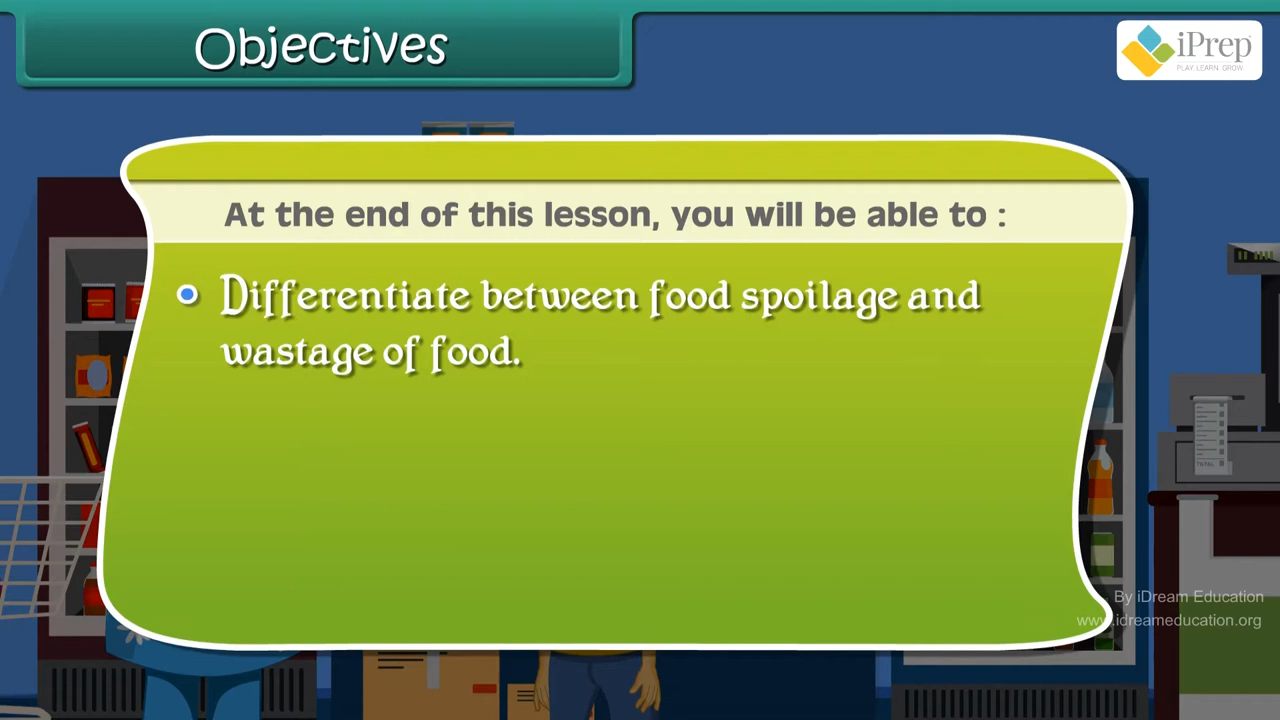 Objectives
iPrep
PLAY. LEARN. GROW.
At the end of this lesson, you will be able to :
Differentiate between food spoilage and
wastage of food.
TOTAL
By iDream Education
www.idreameducation.org